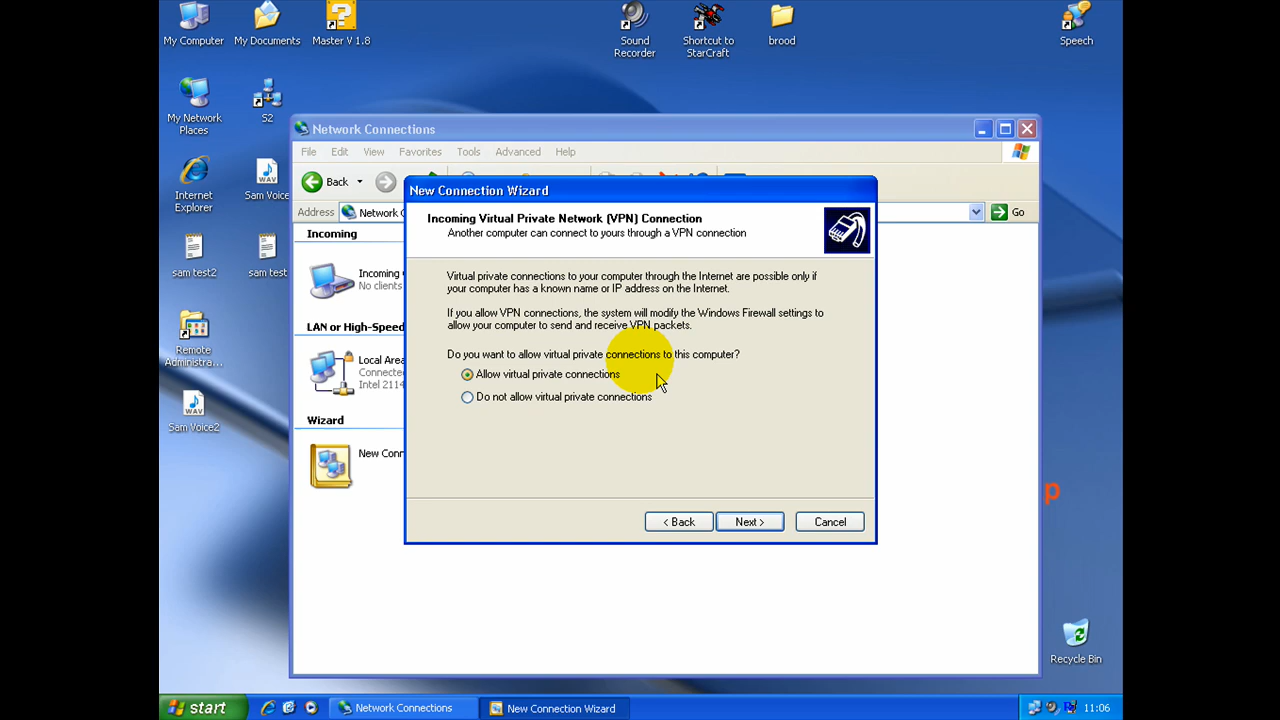 My Computer
My Documents
Master V 1.8
Sound
Recorder
Shortcut to
StarCraft
brood
Speech
My Network
Places
S2
Internet
Explorer
Sam Voice
sam test2
sam test
Remote
Administra...
Sam Voice2
Network Connections
File Edit View Favorites Tools Advanced Help
Back
Address Network C
Go
Incoming
Incoming
No clients
LAN or High-Speed
Local Area
Connected
Intel 2114
Wizard
New Conn
New Connection Wizard
Incoming Virtual Private Network (VPN) Connection
Another computer can connect to yours through a VPN connection
Virtual private connections to your computer through the Internet are possible only if
your computer has a known name or IP address on the Internet.
If you allow VPN connections, the system will modify the Windows Firewall settings to
allow your computer to send and receive VPN packets.
Do you want to allow virtual private connections to this computer?
Allow virtual private connections
Do not allow virtual private connections
< Back
Next >
Cancel
p
Recycle Bin
start
Network Connections
New Connection Wizard
11:06